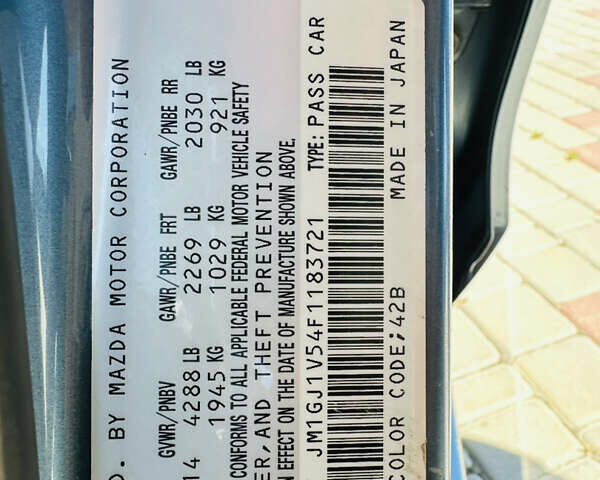 D. BY MAZDA MOTOR CORPORATION
GVWR/PNBV GAWR/PNBE FRT GAWR/PNBE RR
14 4288 LB 2269 LB 2030 LB
1945 KG 1029 KG 921 KG
CONFORMS TO ALL APPLICABLE FEDERAL MOTOR VEHICLE SAFETY
ER, AND THEFT PREVENTION
N EFFECT ON THE DATE OF MANUFACTURE SHOWN ABOVE.
JM1GJ1V54F1183721 TYPE: PASS CAR
COLOR CODE;42B MADE IN JAPAN